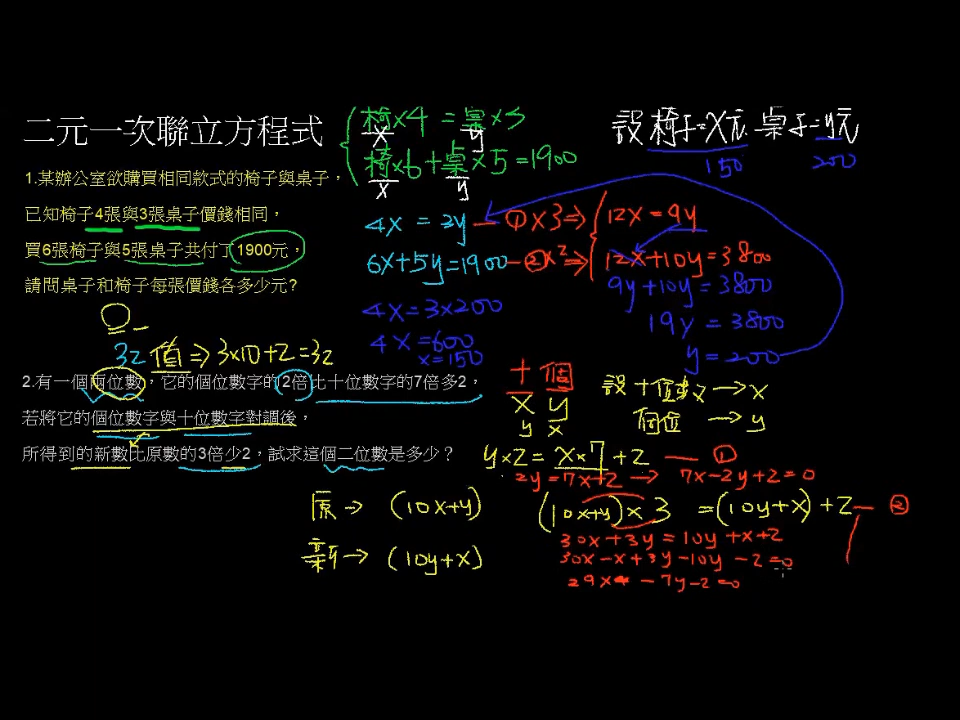 二元一次聯立方程式
1.某辦公室欲購買相同款式的椅子與桌子，
已知椅子4張與3張桌子價錢相同，
買6張椅子與5張桌子共付了1900元，
請問桌子和椅子每張價錢各多少元?
椅×4 = 桌×3
x y
椅×6+桌×5=1900
x y
設 椅子=x元 桌子=y元
150 200
4x = 3y — ①×3⇒ 12x = 9y
6x+5y=1900 — ②×2⇒ 12x+10y=3800
9y+10y=3800
19y = 3800
y=200
4x=3×200
4x=600
x=150
32 值⇒3×10+2=32
2.有一個兩位數，它的個位數字的2倍比十位數字的7倍多2，
若將它的個位數字與十位數字對調後，
所得到的新數比原數的3倍少2，試求這個二位數是多少？
十 個
x y
y x
設 十位 → x
個位 → y
y×2= x×7+2 — ①
2y=7x+2 → 7x-2y+2=0
原→ (10x+y) (10x+y)×3 =(10y+x)+2 — ②
新→ (10y+x)
30x+3y=10y+x+2
30x-x+3y-10y-2=0
29x-7y-2=0